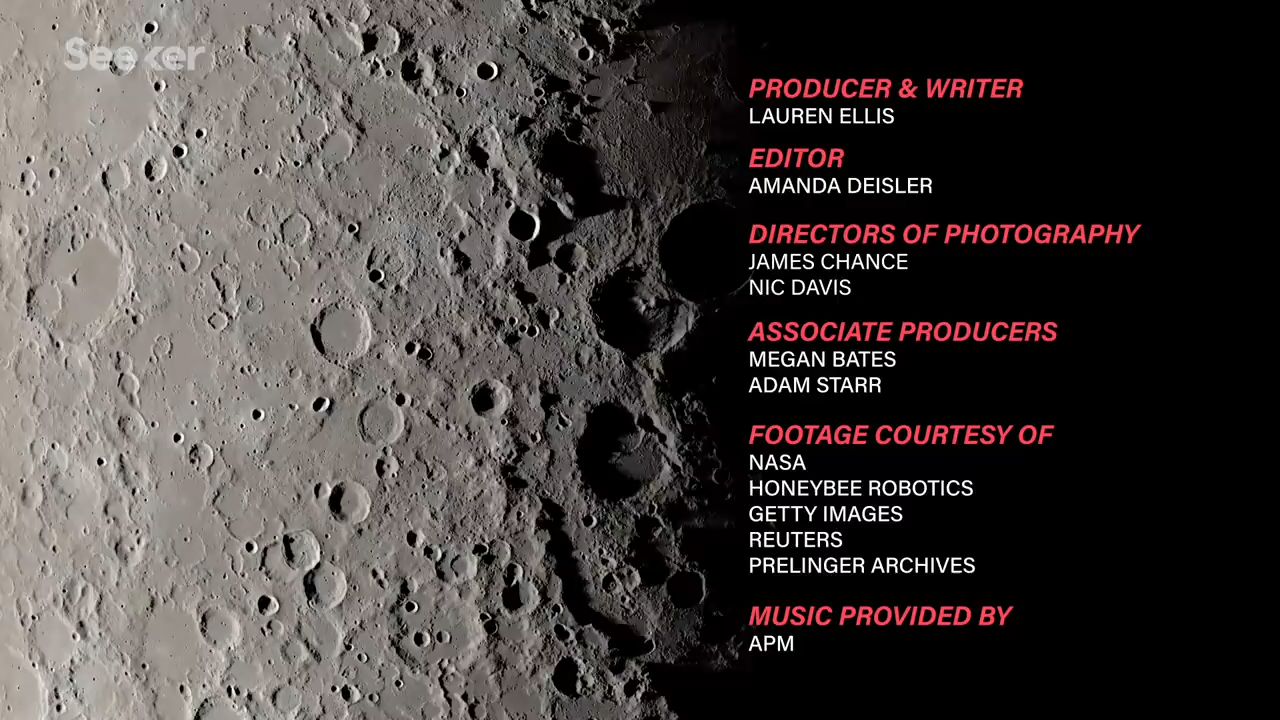 Seeker
PRODUCER & WRITER
LAUREN ELLIS
EDITOR
AMANDA DEISLER
DIRECTORS OF PHOTOGRAPHY
JAMES CHANCE
NIC DAVIS
ASSOCIATE PRODUCERS
MEGAN BATES
ADAM STARR
FOOTAGE COURTESY OF
NASA
HONEYBEE ROBOTICS
GETTY IMAGES
REUTERS
PRELINGER ARCHIVES
MUSIC PROVIDED BY
APM